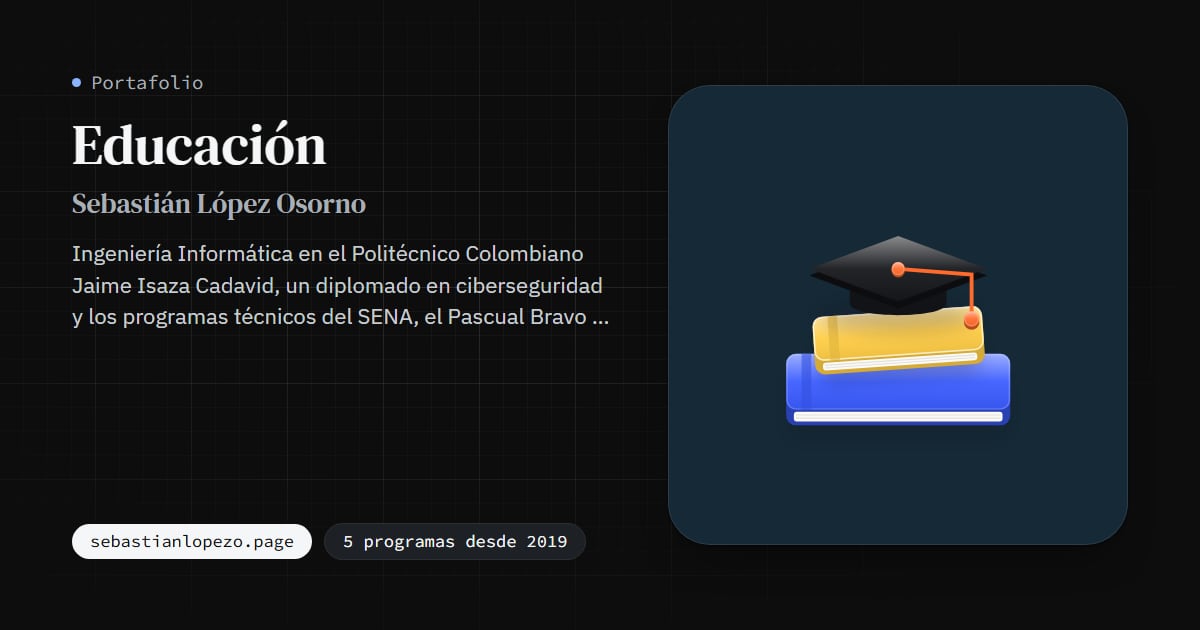 Portafolio
Educación
Sebastián López Osorno
Ingeniería Informática en el Politécnico Colombiano
Jaime Isaza Cadavid, un diplomado en ciberseguridad
y los programas técnicos del SENA, el Pascual Bravo ...
sebastianlopezo.page
5 programas desde 2019